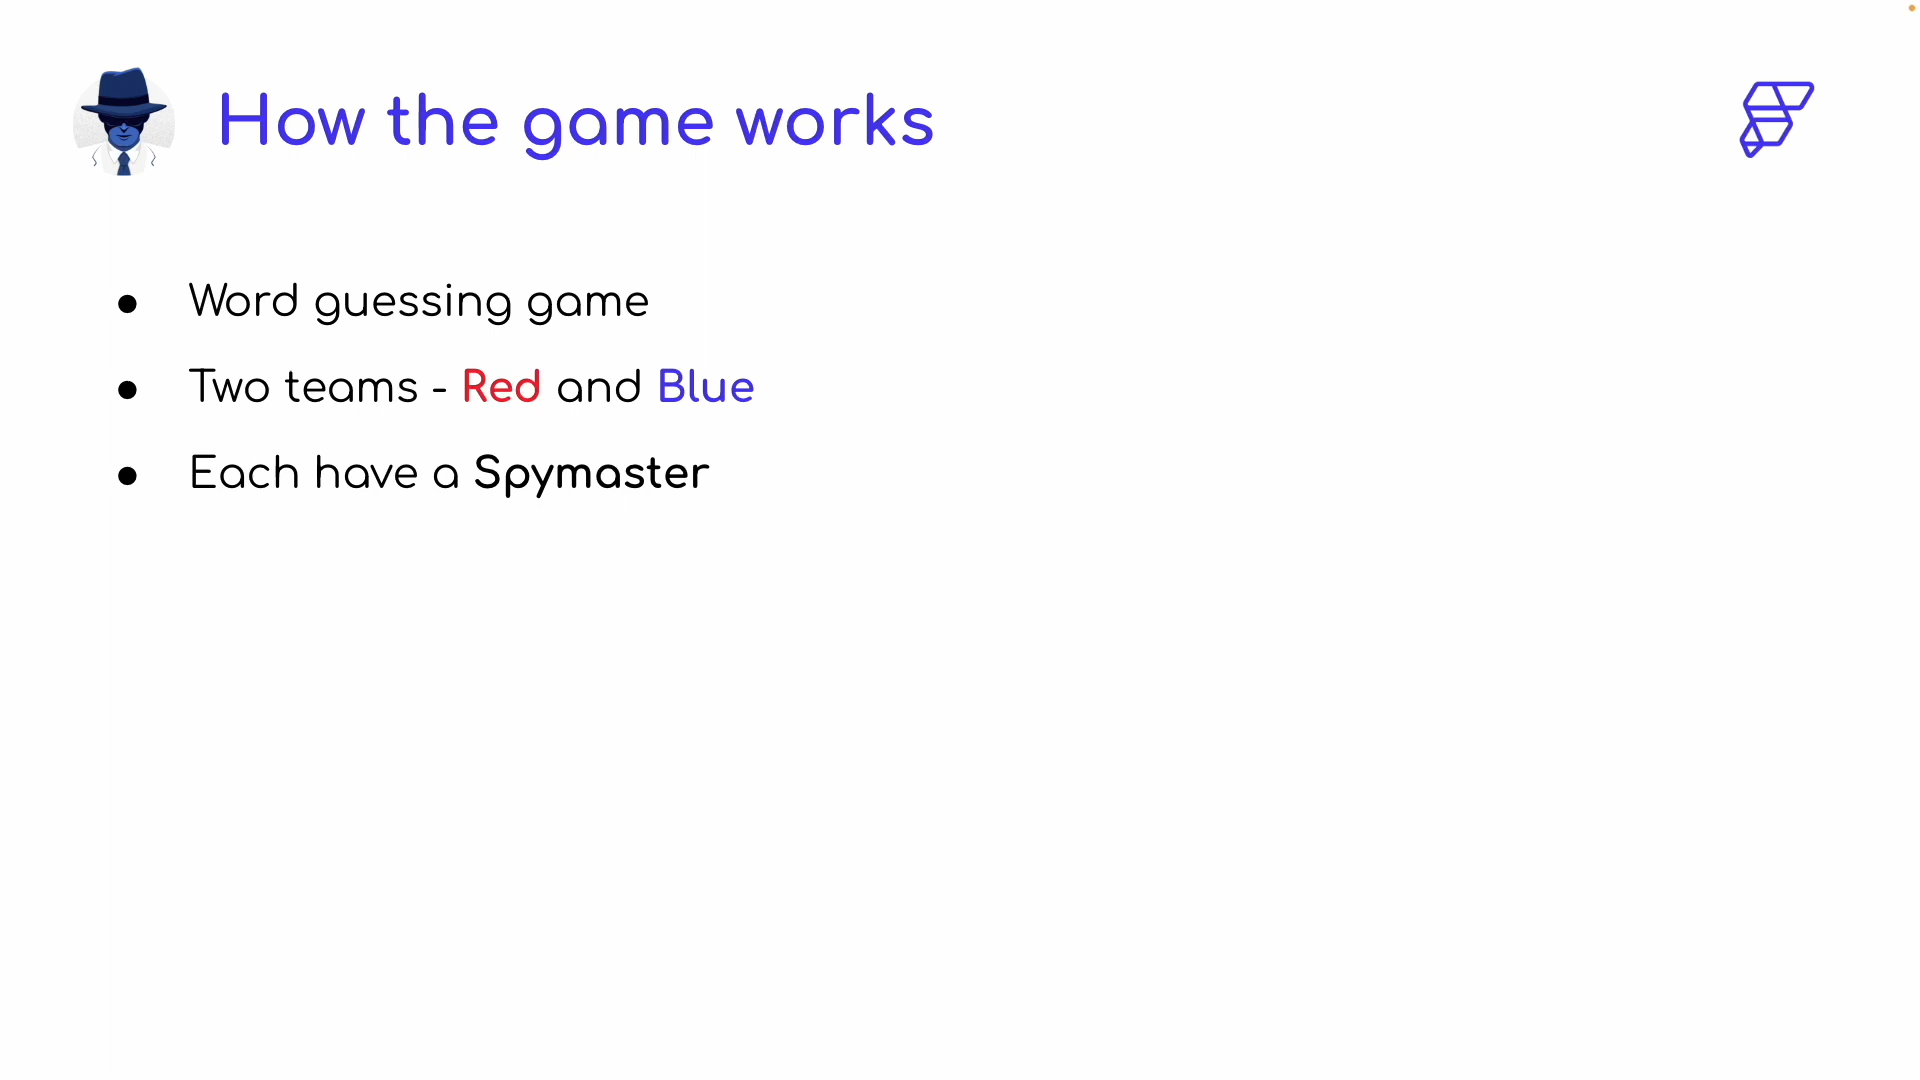 How the game works
● Word guessing game
● Two teams - Red and Blue
● Each have a Spymaster